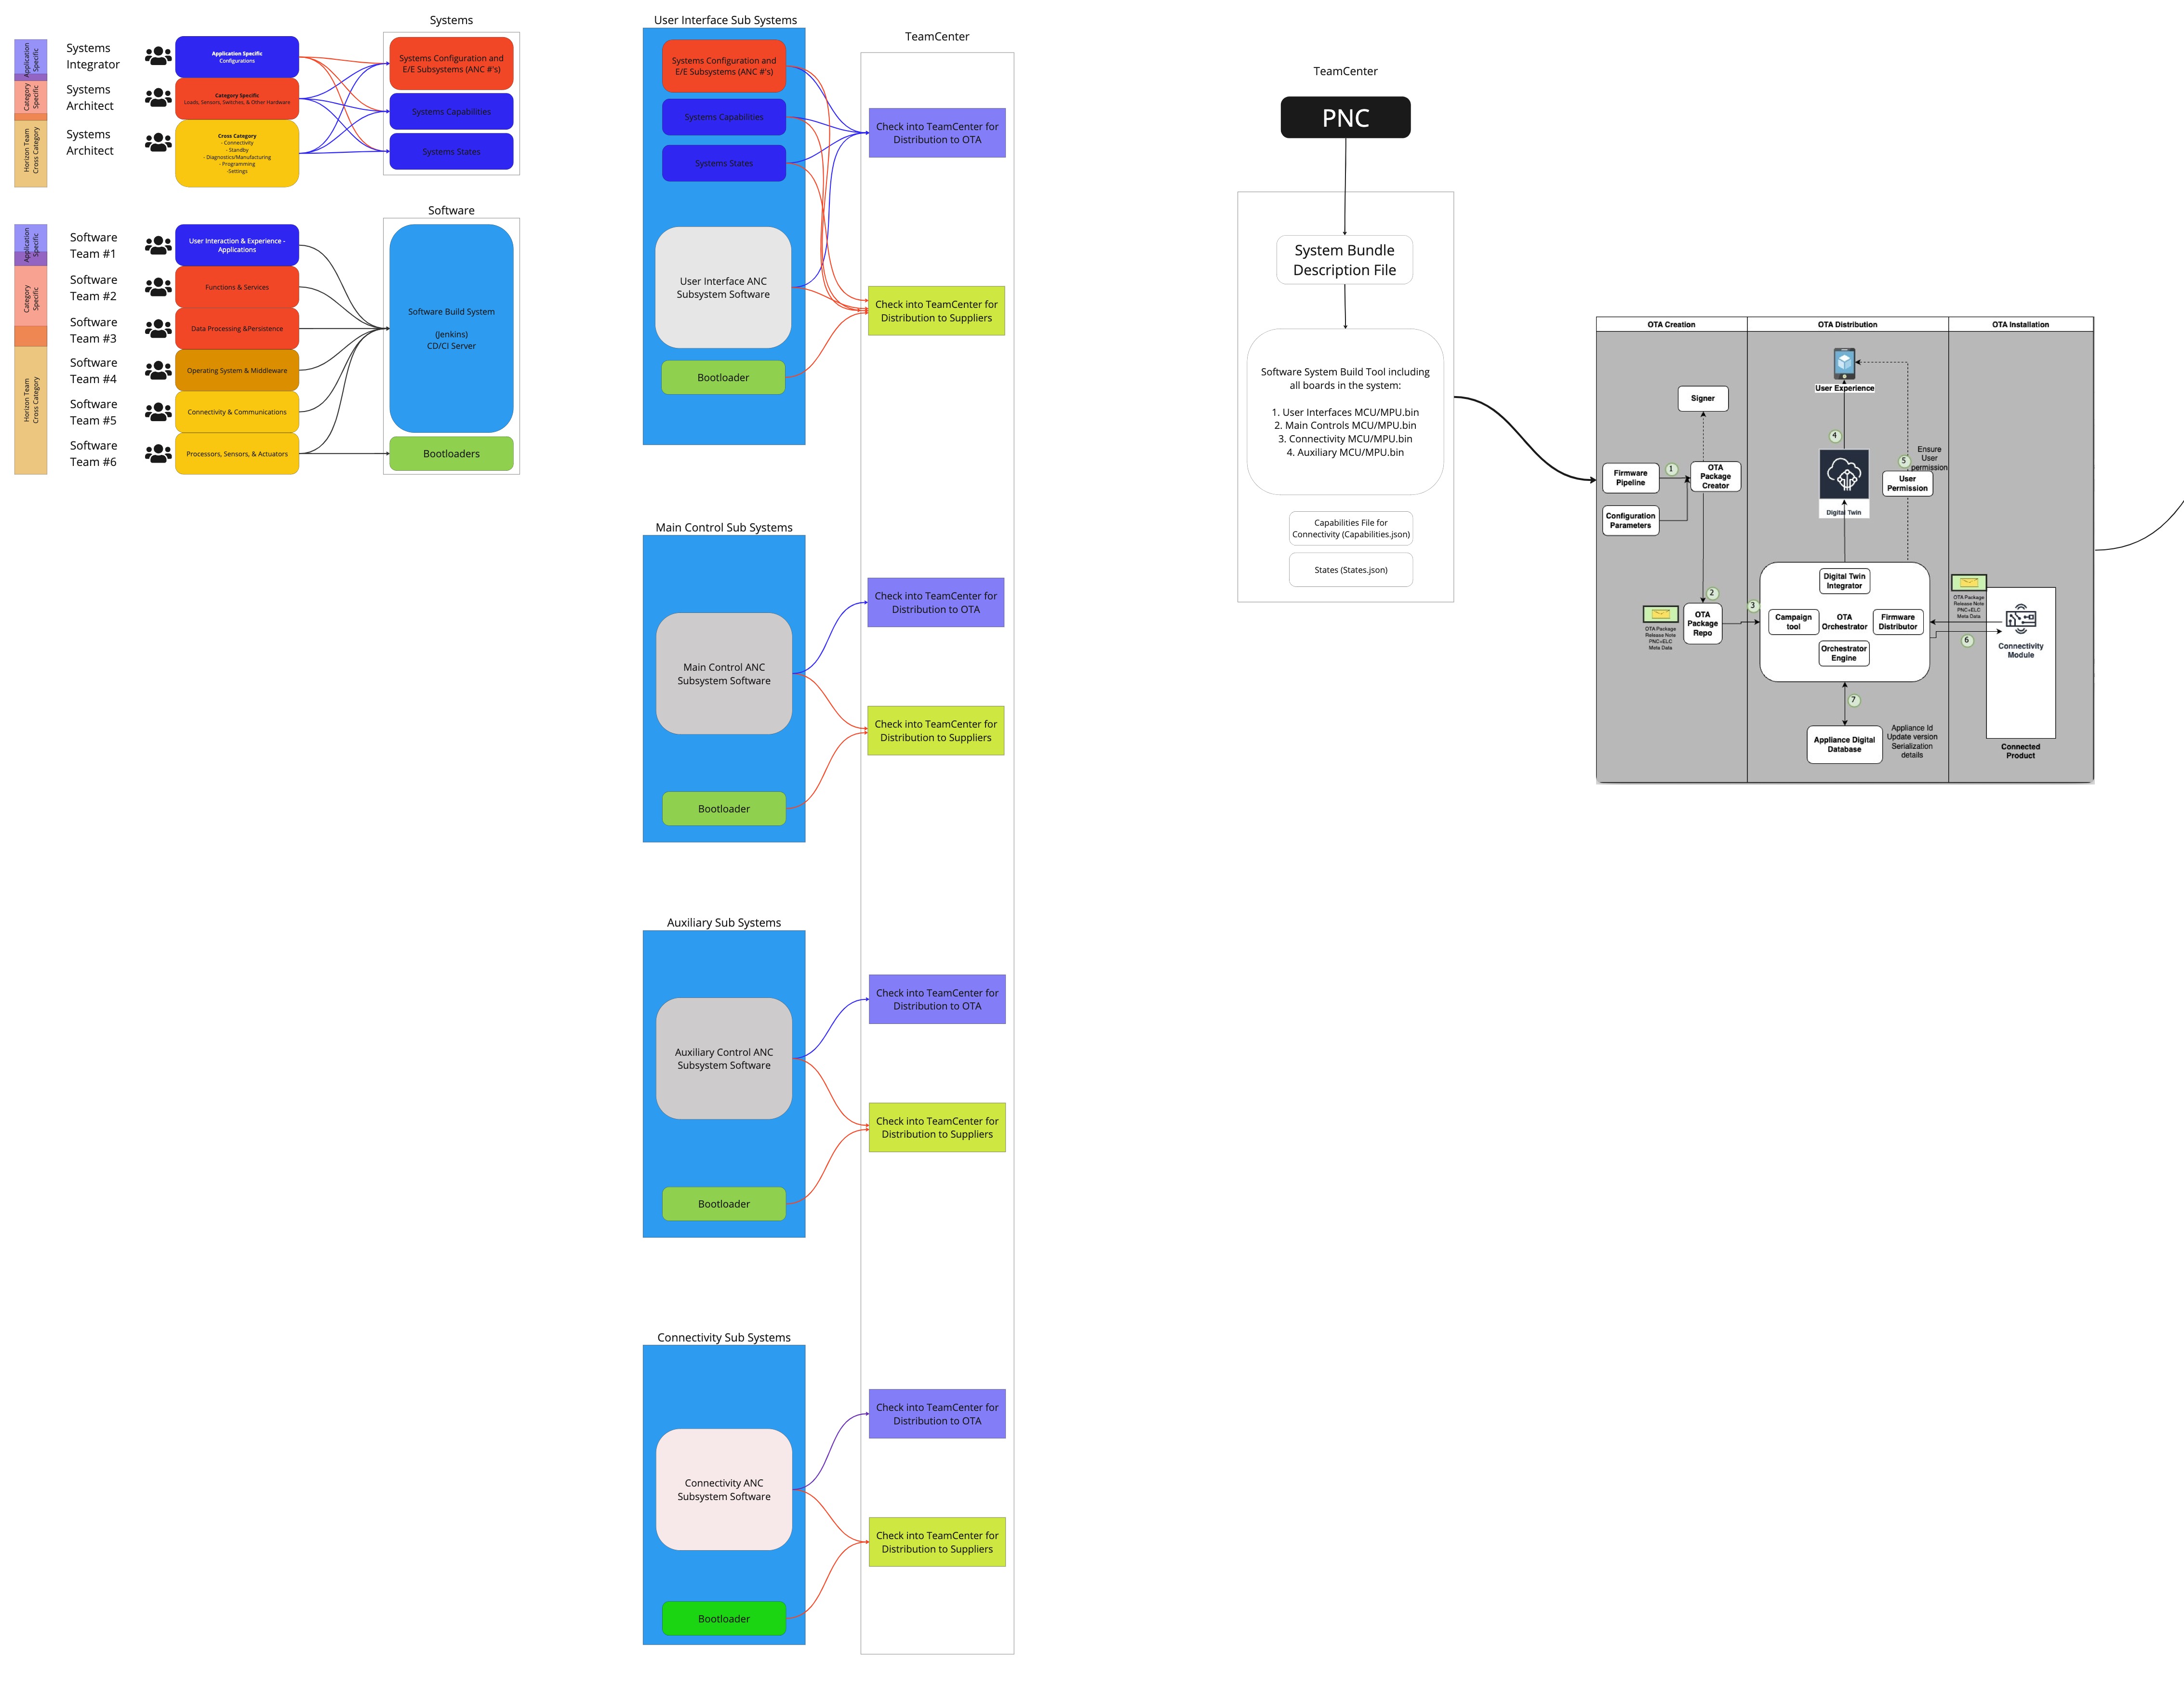 Systems
Application
Specific
Category
Specific
Horizon Team
Cross Category
Systems
Integrator
Systems
Architect
Systems
Architect
Application Specific
Configurations
Category Specific
Loads, Sensors, Switches, & Other Hardware
Cross Category
- Connectivity
- Standby
- Diagnostics/Manufacturing
- Programming
-Settings
Systems Configuration and
E/E Subsystems (ANC #'s)
Systems Capabilities
Systems States
Software
Application
Specific
Category
Specific
Horizon Team
Cross Category
Software
Team #1
Software
Team #2
Software
Team #3
Software
Team #4
Software
Team #5
Software
Team #6
User Interaction & Experience -
Applications
Functions & Services
Data Processing &Persistence
Operating System & Middleware
Connectivity & Communications
Processors, Sensors, & Actuators
Software Build System
(Jenkins)
CD/CI Server
Bootloaders
User Interface Sub Systems
Systems Configuration and
E/E Subsystems (ANC #'s)
Systems Capabilities
Systems States
User Interface ANC
Subsystem Software
Bootloader
Main Control Sub Systems
Main Control ANC
Subsystem Software
Bootloader
Auxiliary Sub Systems
Auxiliary Control ANC
Subsystem Software
Bootloader
Connectivity Sub Systems
Connectivity ANC
Subsystem Software
Bootloader
TeamCenter
Check into TeamCenter for
Distribution to OTA
Check into TeamCenter for
Distribution to Suppliers
Check into TeamCenter for
Distribution to OTA
Check into TeamCenter for
Distribution to Suppliers
Check into TeamCenter for
Distribution to OTA
Check into TeamCenter for
Distribution to Suppliers
Check into TeamCenter for
Distribution to OTA
Check into TeamCenter for
Distribution to Suppliers
TeamCenter
PNC
System Bundle
Description File
Software System Build Tool including
all boards in the system:
1. User Interfaces MCU/MPU.bin
2. Main Controls MCU/MPU.bin
3. Connectivity MCU/MPU.bin
4. Auxiliary MCU/MPU.bin
Capabilities File for
Connectivity (Capabilities.json)
States (States.json)
OTA Creation
OTA Distribution
OTA Installation
Signer
Firmware
Pipeline
1
OTA
Package
Creator
Configuration
Parameters
2
OTA Package
Release Note
PNC+ELC
Meta Data
OTA
Package
Repo
3
User Experience
4
Digital Twin
5
Ensure
User
permission
User
Permission
Digital Twin
Integrator
Campaign
tool
OTA
Orchestrator
Firmware
Distributor
Orchestrator
Engine
7
Appliance Digital
Database
Appliance Id
Update version
Serialization
details
OTA Package
Release Note
PNC+ELC
Meta Data
6
Connectivity
Module
Connected
Product